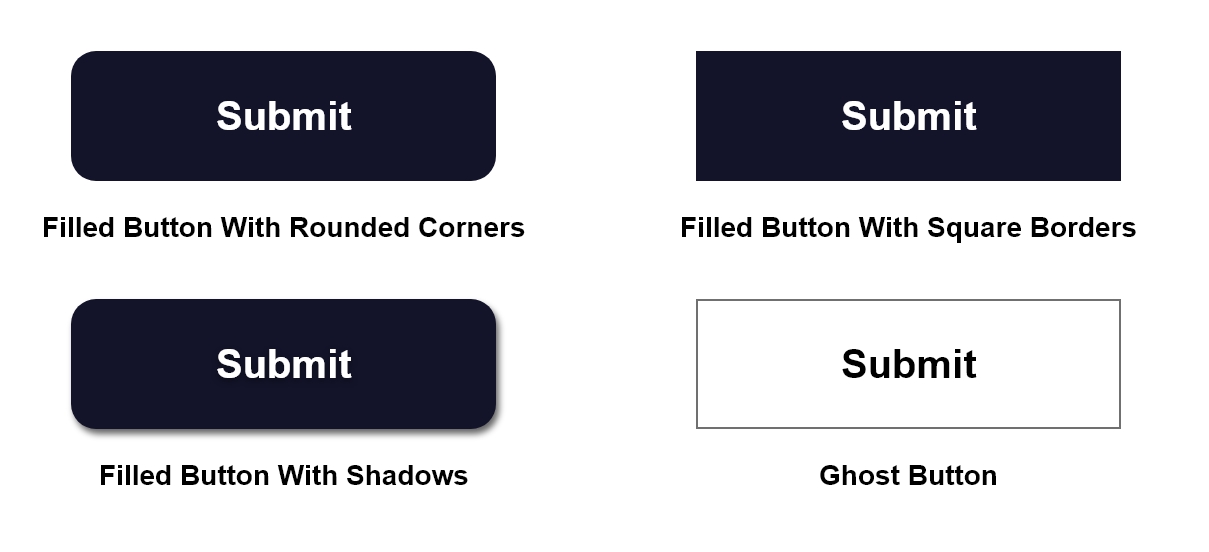 Submit
Submit
Filled Button With Rounded Corners
Filled Button With Square Borders
Submit
Submit
Filled Button With Shadows
Ghost Button